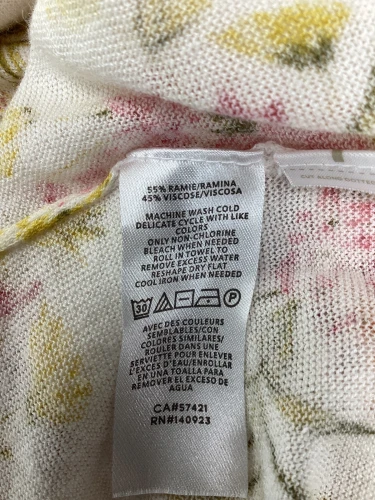 55% RAMIE/RAMINA
45% VISCOSE/VISCOSA
MACHINE WASH COLD
DELICATE CYCLE WITH LIKE
COLORS
ONLY NON-CHLORINE
BLEACH WHEN NEEDED
ROLL IN TOWEL TO
REMOVE EXCESS WATER
RESHAPE DRY FLAT
COOL IRON WHEN NEEDED
30 P
AVEC DES COULEURS
SEMBLABLES/CON
COLORES SIMILARES/
ROULER DANS UNE
SERVIETTE POUR ENLEVER
L'EXCES D'EAU/ENROLLAR
EN UNA TOALLA PARA
REMOVER EL EXCESO DE
AGUA
CA#57421
RN#140923